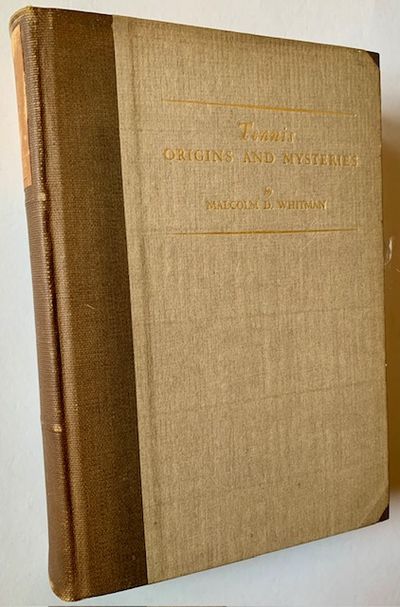 Tennis
ORIGINS AND MYSTERIES
by
MALCOLM D. WHITMAN